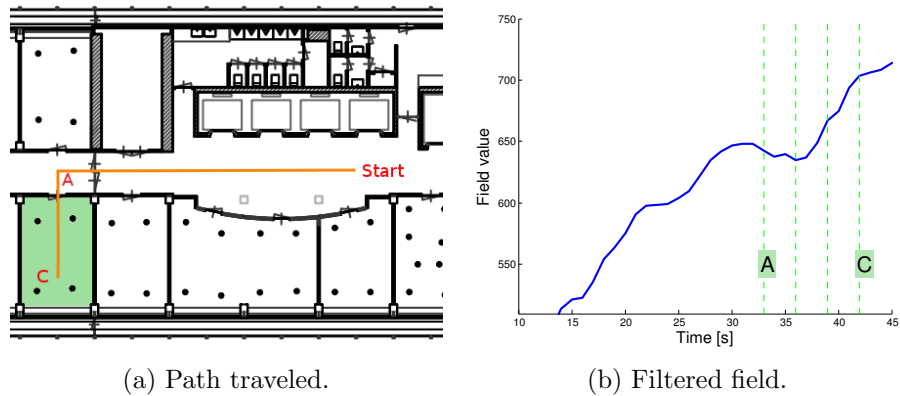 Start
A
C
750
700
650
600
550
Field value
A
C
10
15
20
25
30
35
40
45
Time [s]
(a) Path traveled.
(b) Filtered field.